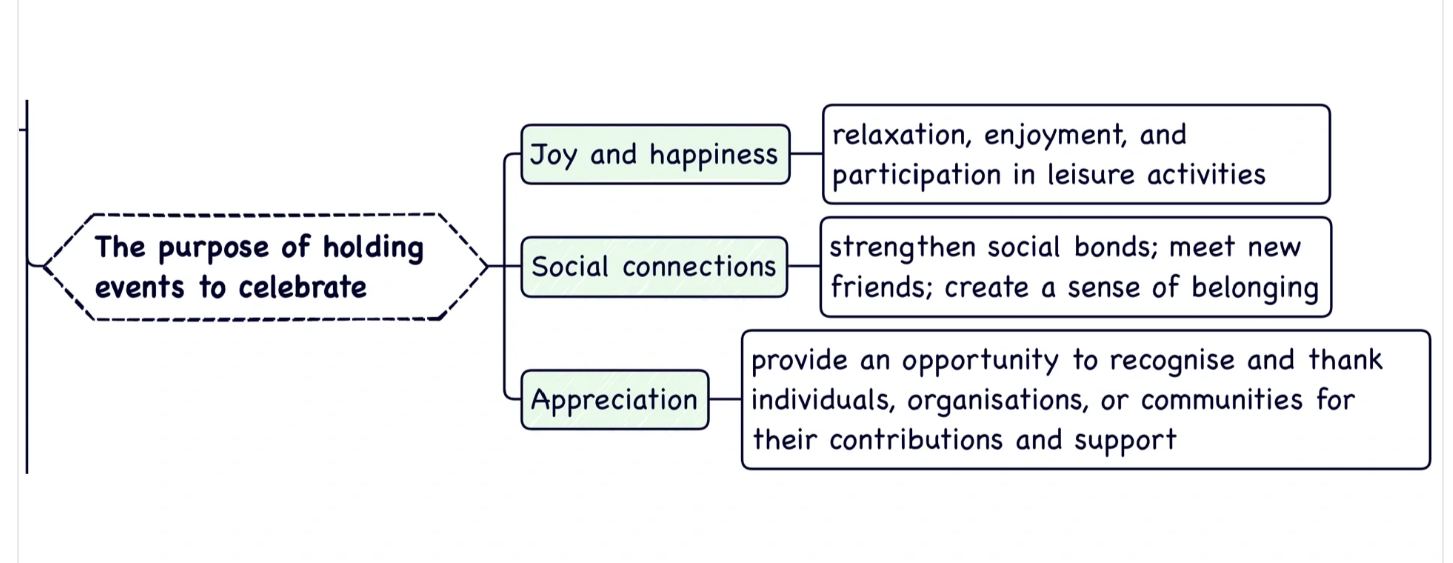 The purpose of holding
events to celebrate
Joy and happiness
relaxation, enjoyment, and
participation in leisure activities
Social connections
strengthen social bonds; meet new
friends; create a sense of belonging
Appreciation
provide an opportunity to recognise and thank
individuals, organisations, or communities for
their contributions and support